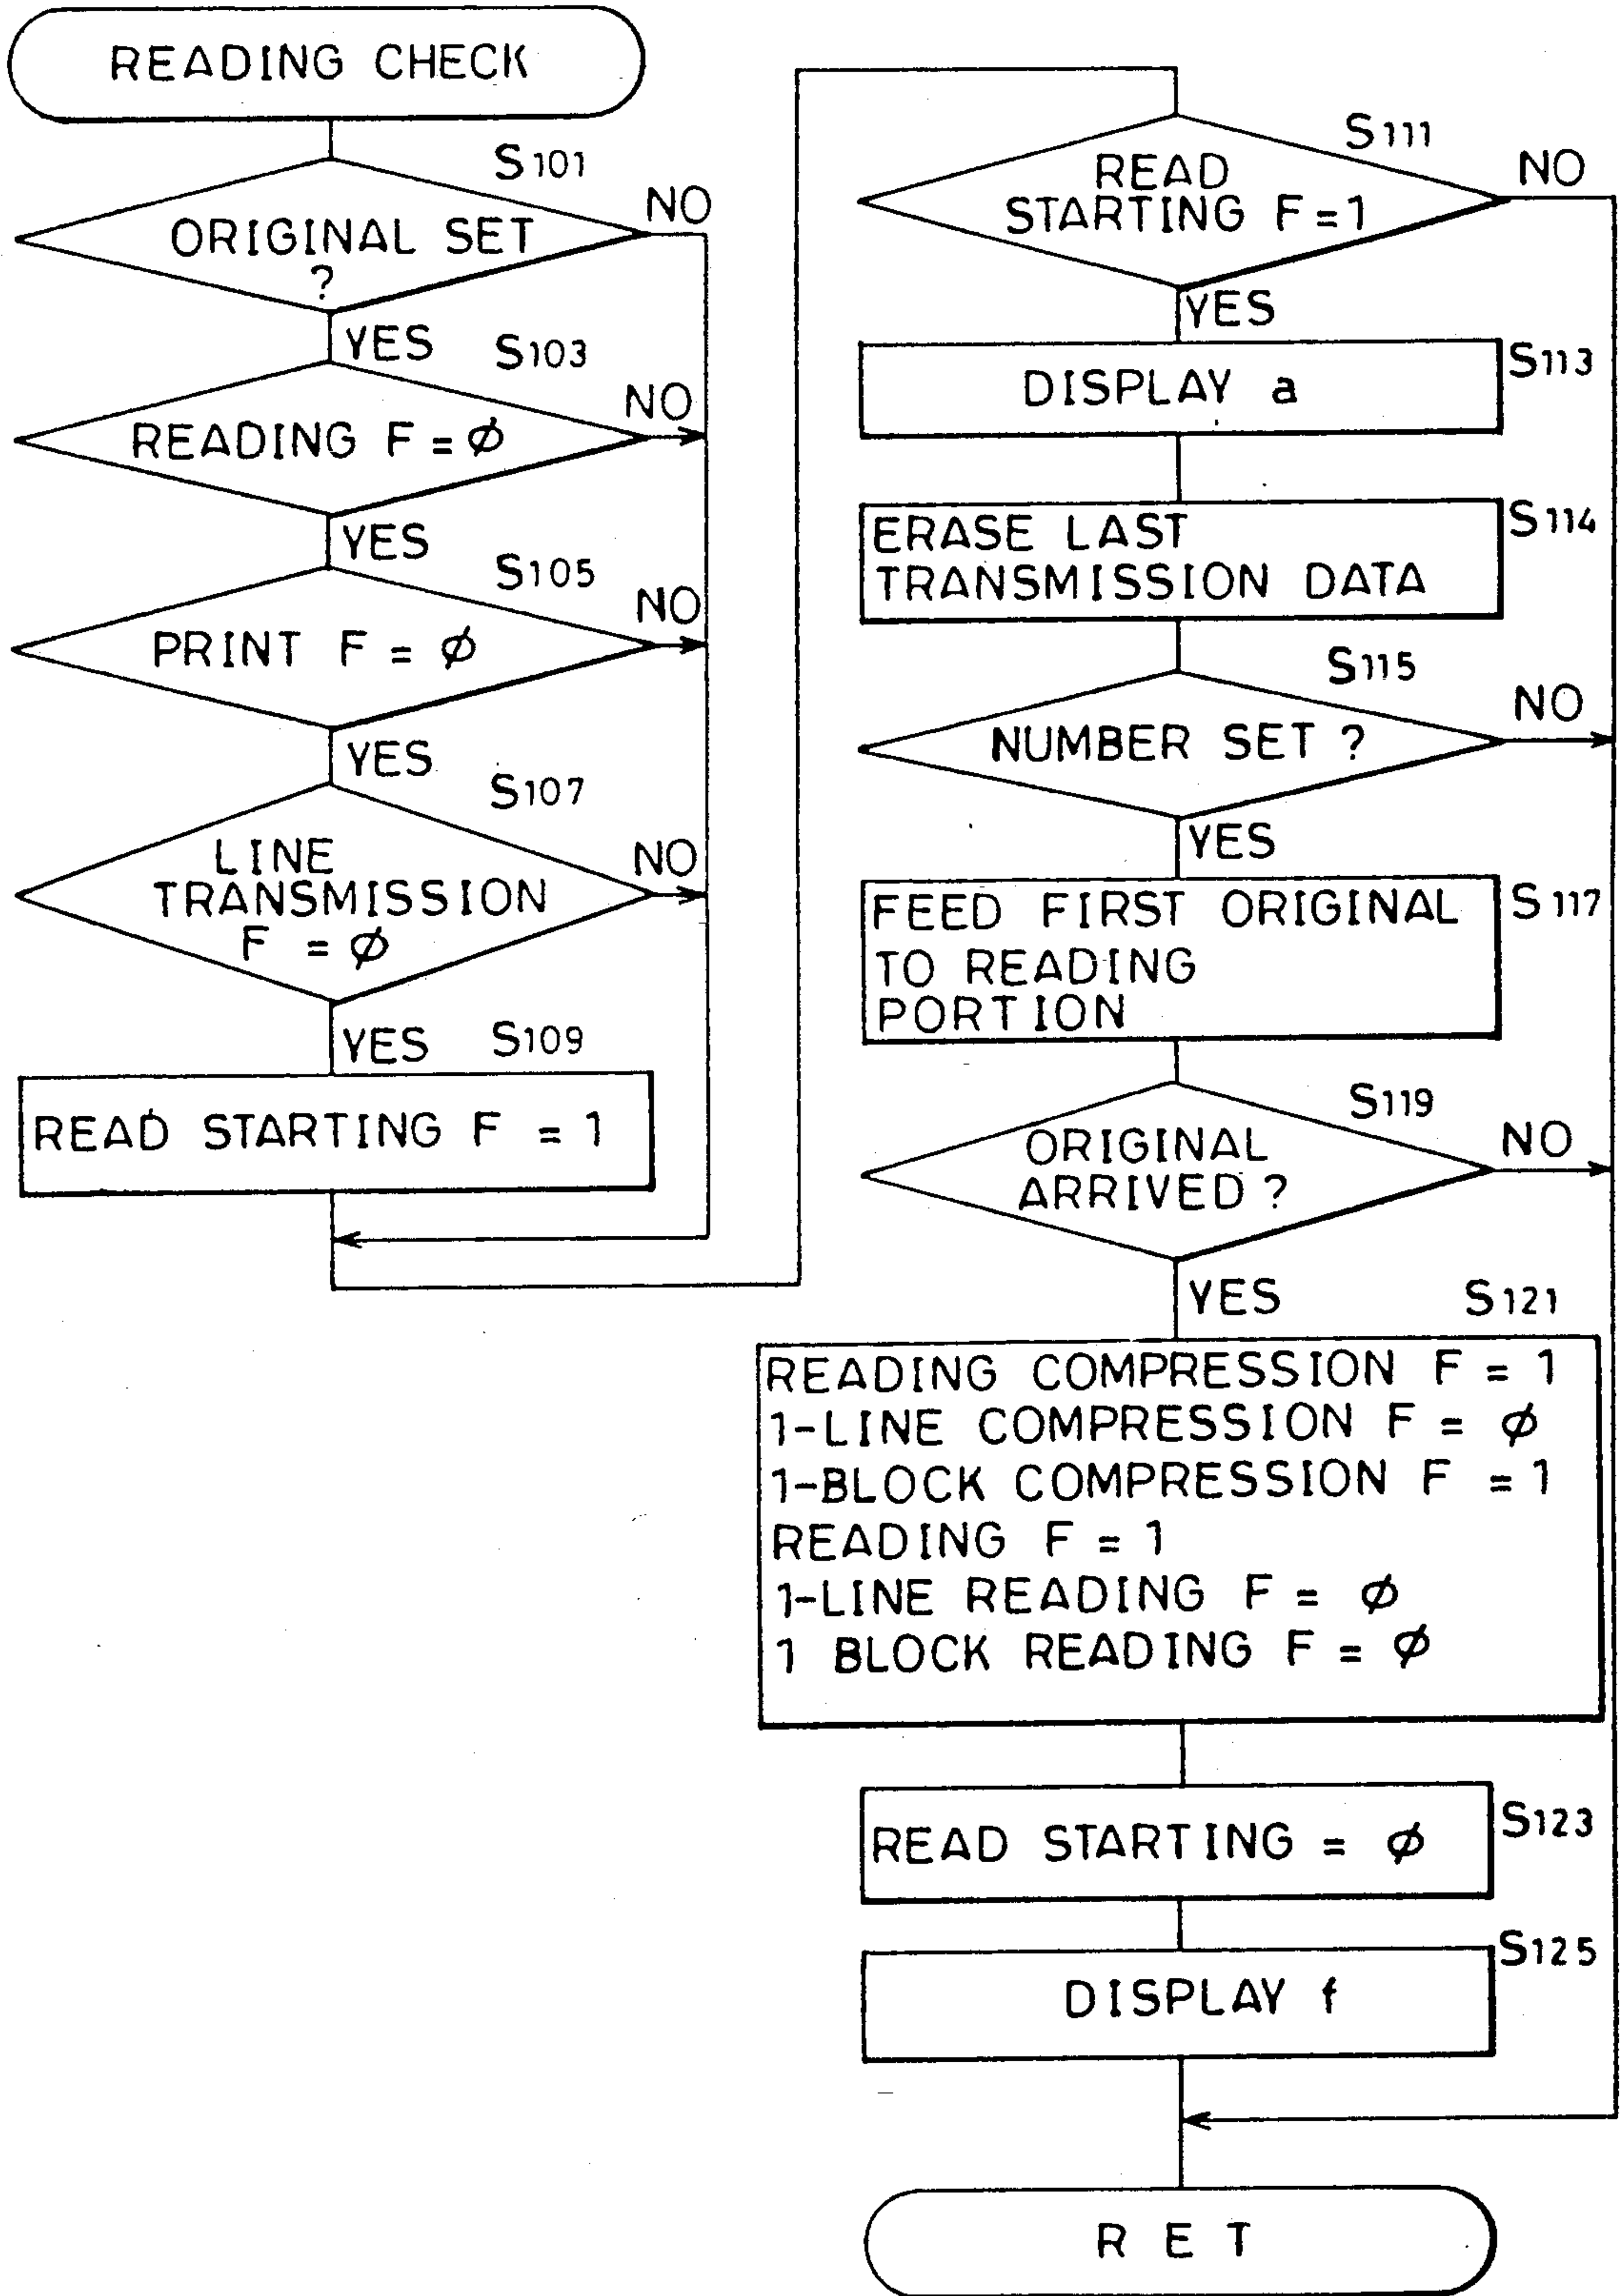 READING CHECK
S101
ORIGINAL SET
?
NO
YES
S103
READING F = ø
NO
YES
S105
PRINT F = ø
NO
YES
S107
LINE
TRANSMISSION
F = ø
NO
YES
S109
READ STARTING F = 1
S111
READ
STARTING F = 1
NO
YES
S113
DISPLAY a
S114
ERASE LAST
TRANSMISSION DATA
S115
NUMBER SET ?
NO
YES
S117
FEED FIRST ORIGINAL
TO READING
PORTION
S119
ORIGINAL
ARRIVED ?
NO
YES
S121
READING COMPRESSION F = 1
1-LINE COMPRESSION F = ø
1-BLOCK COMPRESSION F = 1
READING F = 1
1-LINE READING F = ø
1 BLOCK READING F = ø
S123
READ STARTING = ø
S125
DISPLAY f
R E T